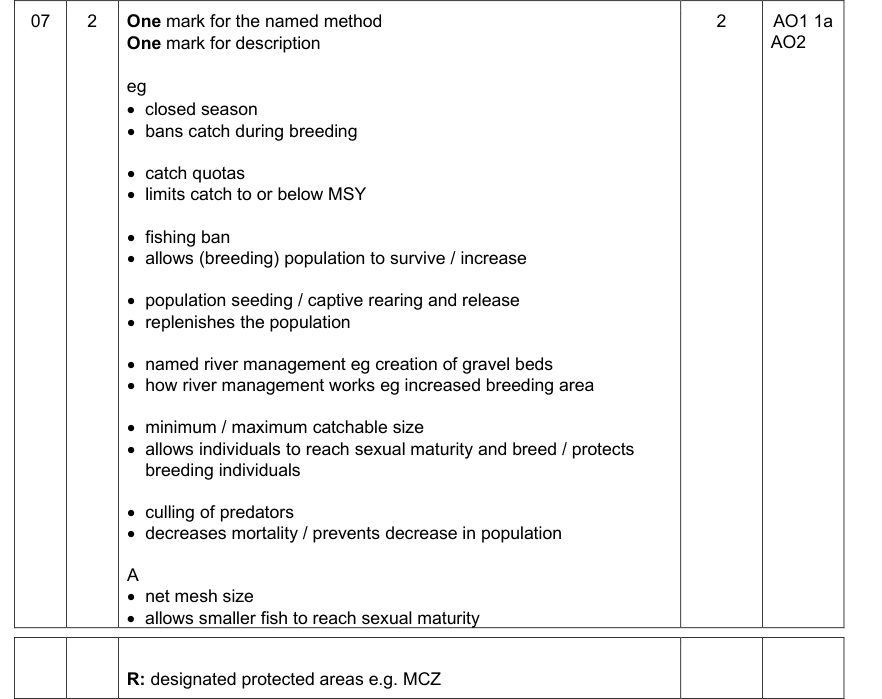 07 2 One mark for the named method 2 AO1 1a
One mark for description AO2
eg
• closed season
• bans catch during breeding
• catch quotas
• limits catch to or below MSY
• fishing ban
• allows (breeding) population to survive / increase
• population seeding / captive rearing and release
• replenishes the population
• named river management eg creation of gravel beds
• how river management works eg increased breeding area
• minimum / maximum catchable size
• allows individuals to reach sexual maturity and breed / protects
breeding individuals
• culling of predators
• decreases mortality / prevents decrease in population
A
• net mesh size
• allows smaller fish to reach sexual maturity
R: designated protected areas e.g. MCZ